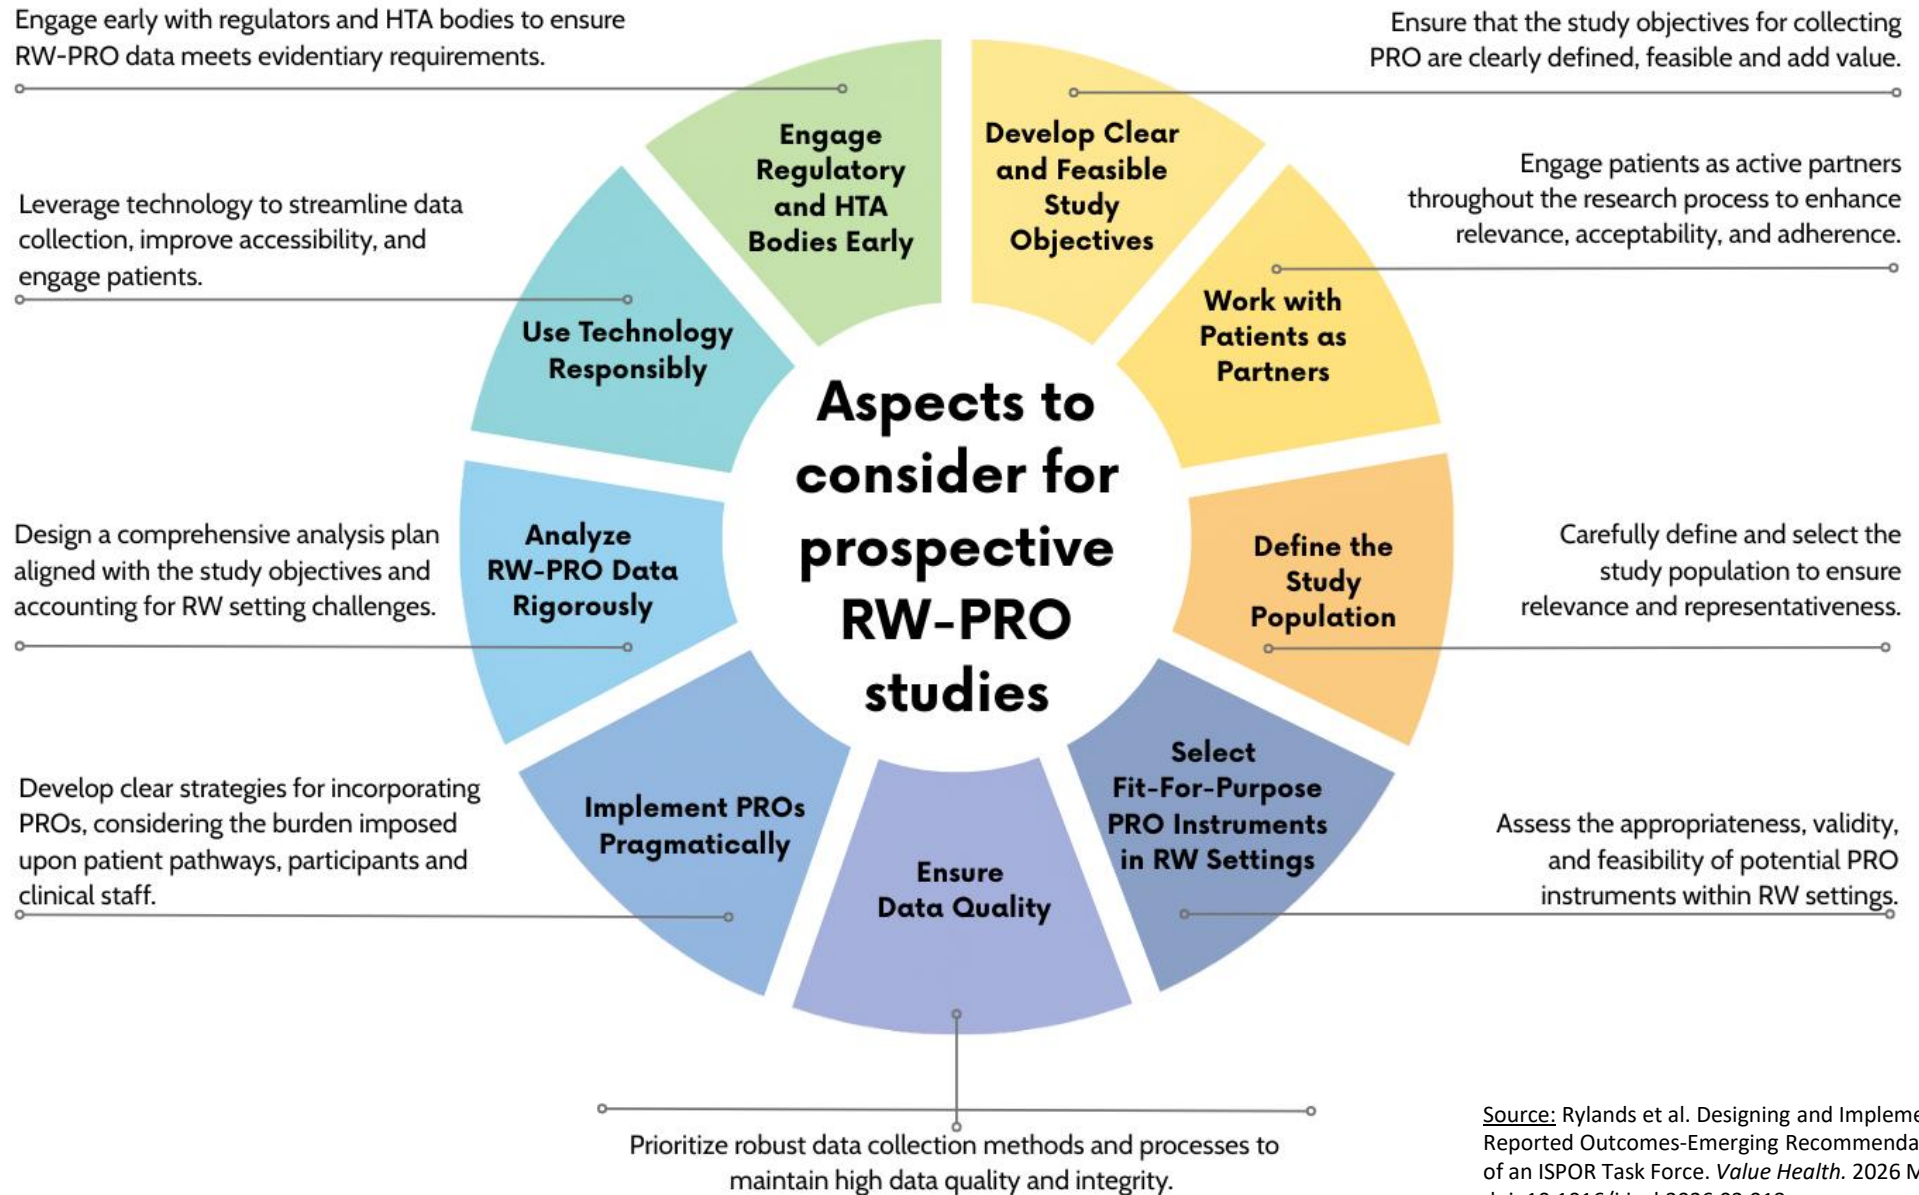 Engage early with regulators and HTA bodies to ensure
RW-PRO data meets evidentiary requirements.
Ensure that the study objectives for collecting
PRO are clearly defined, feasible and add value.
Engage
Regulatory
and HTA
Bodies Early
Develop Clear
and Feasible
Study
Objectives
Engage patients as active partners
throughout the research process to enhance
relevance, acceptability, and adherence.
Leverage technology to streamline data
collection, improve accessibility, and
engage patients.
Use Technology
Responsibly
Work with
Patients as
Partners
Aspects to
consider for
prospective
RW-PRO
studies
Design a comprehensive analysis plan
aligned with the study objectives and
accounting for RW setting challenges.
Analyze
RW-PRO Data
Rigorously
Define the
Study
Population
Carefully define and select the
study population to ensure
relevance and representativeness.
Develop clear strategies for incorporating
PROs, considering the burden imposed
upon patient pathways, participants and
clinical staff.
Implement PROs
Pragmatically
Ensure
Data Quality
Select
Fit-For-Purpose
PRO Instruments
in RW Settings
Assess the appropriateness, validity,
and feasibility of potential PRO
instruments within RW settings.
Prioritize robust data collection methods and processes to
maintain high data quality and integrity.
Source: Rylands et al. Designing and
Reported Outcomes-Emerging
of an ISPOR Task Force. Value Health. 2026